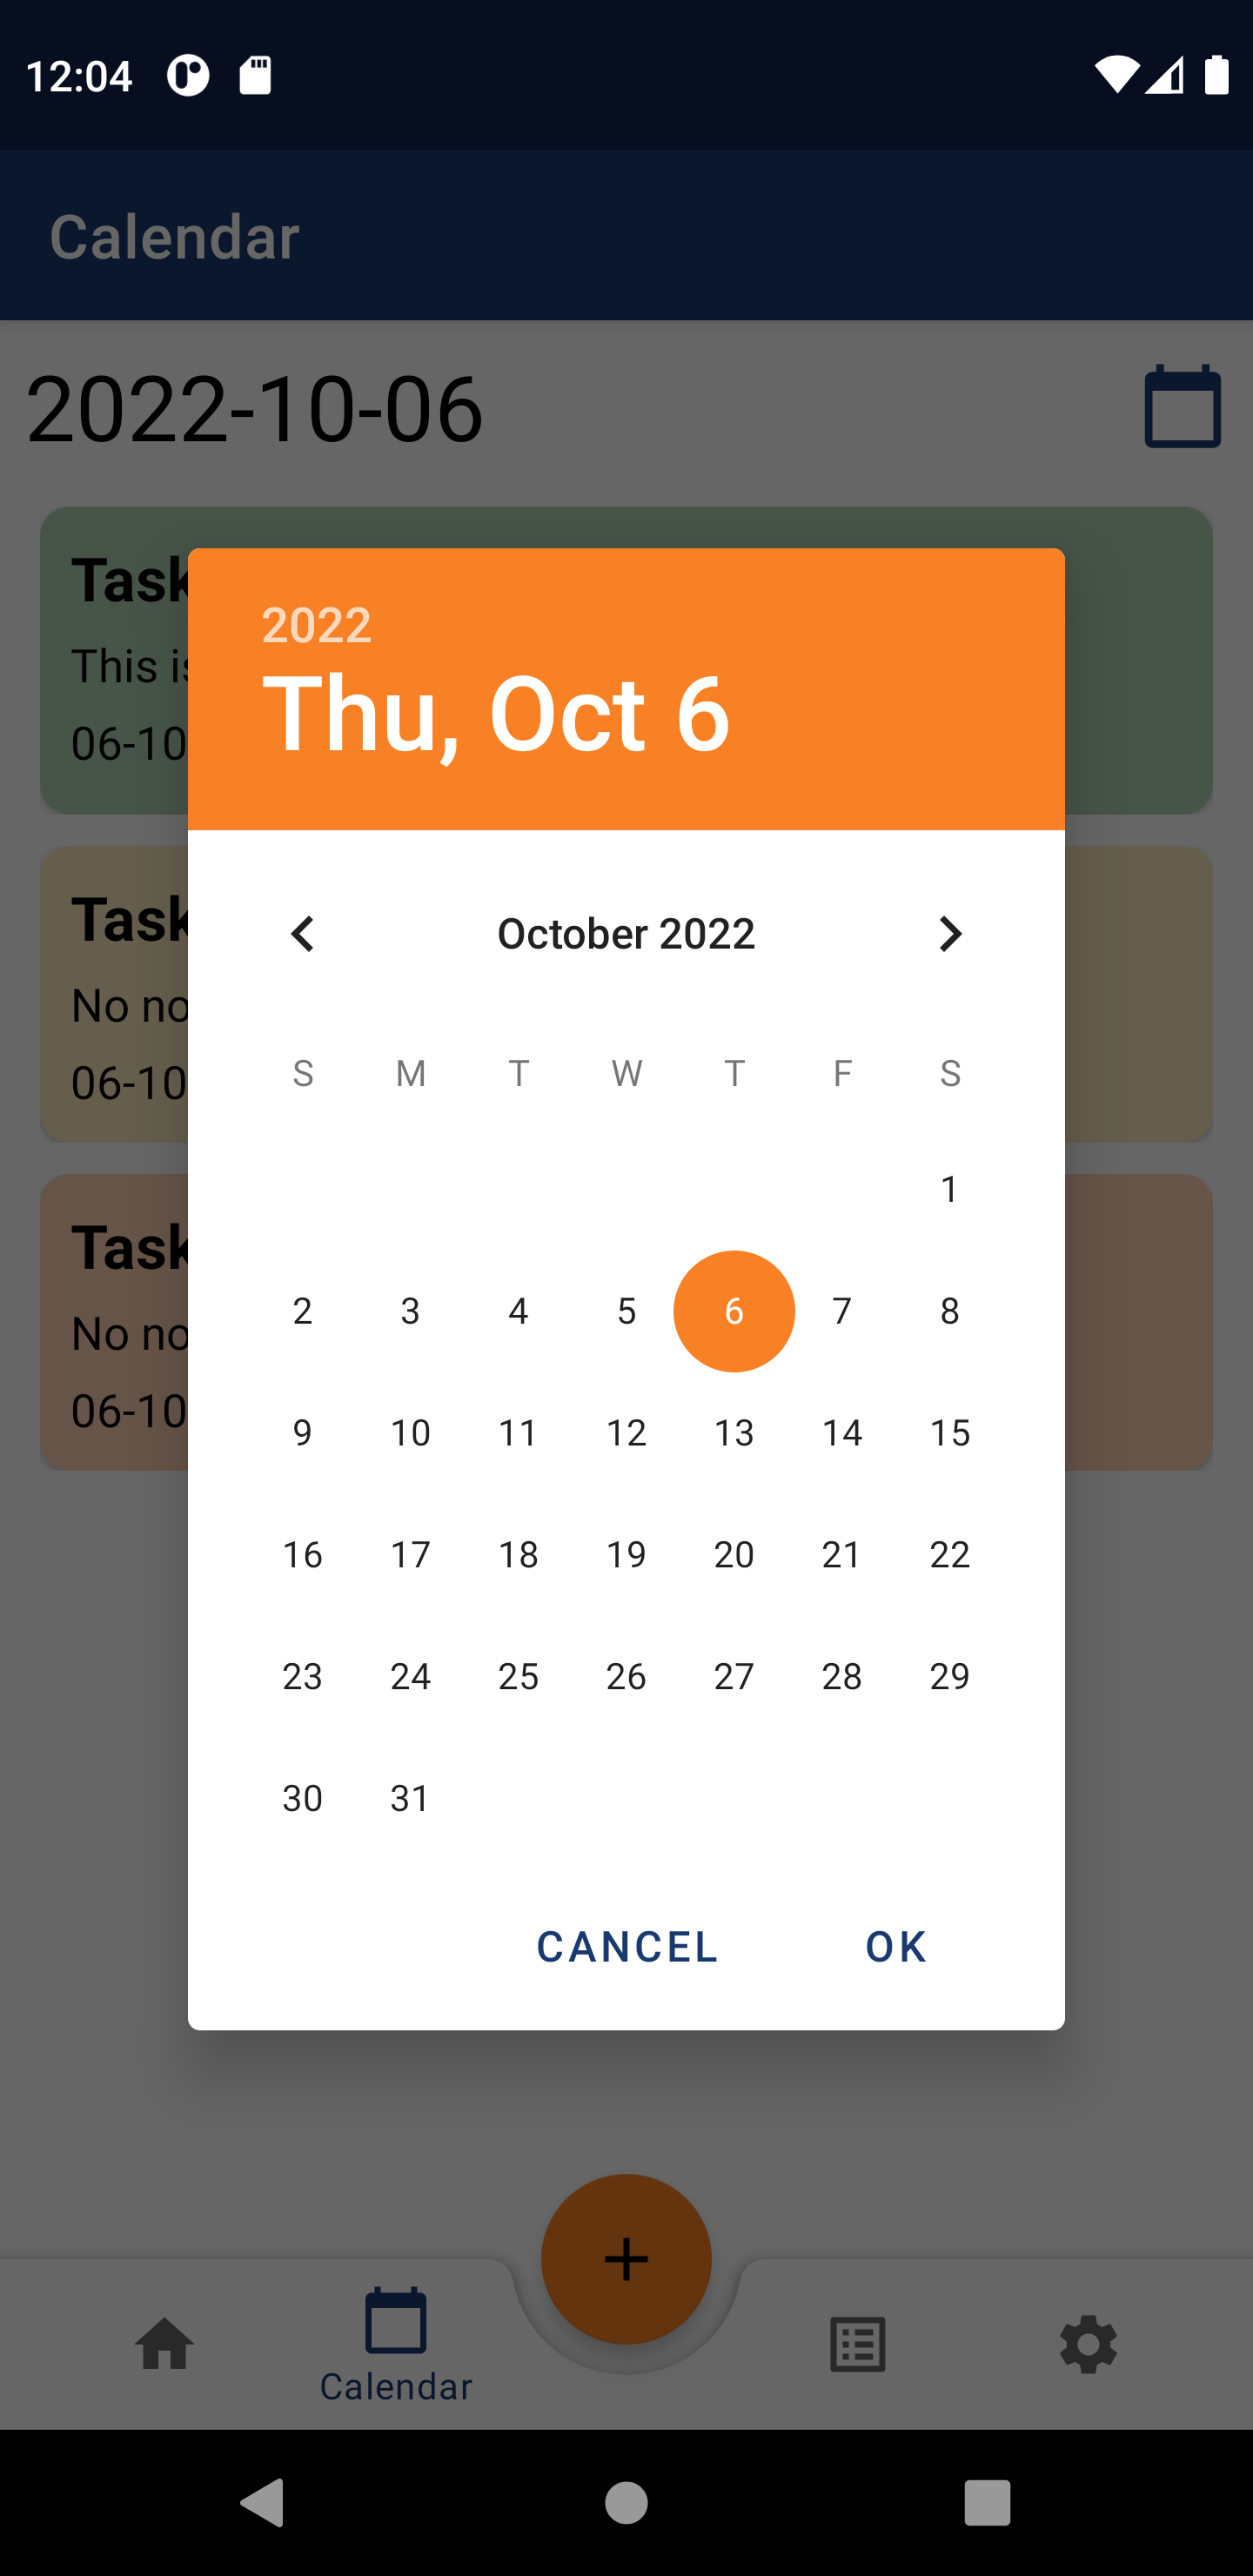 12:04
Calendar
2022-10-06
Task
This is
06-10
Task
No no
06-10
Task
No no
06-10
2022
Thu, Oct 6
October 2022
S M T W T F S
1
2 3 4 5 6 7 8
9 10 11 12 13 14 15
16 17 18 19 20 21 22
23 24 25 26 27 28 29
30 31
CANCEL OK
Calendar